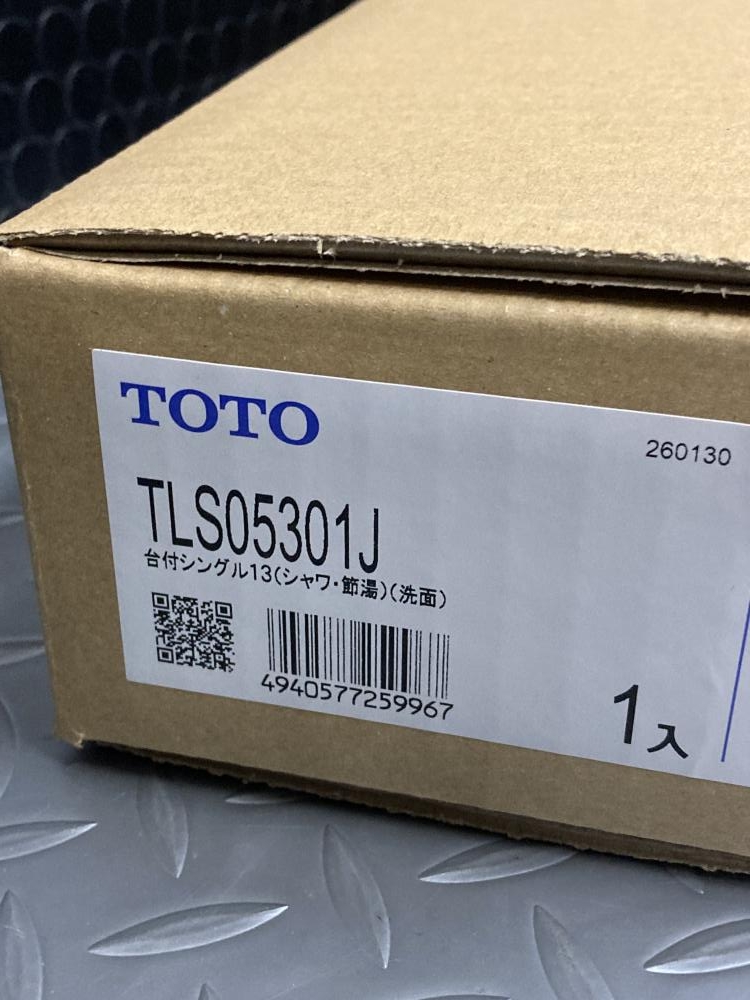 TOTO
260130
TLS05301J
台付シングル13(シャワ・節湯)(洗面)
4940577259967
1入